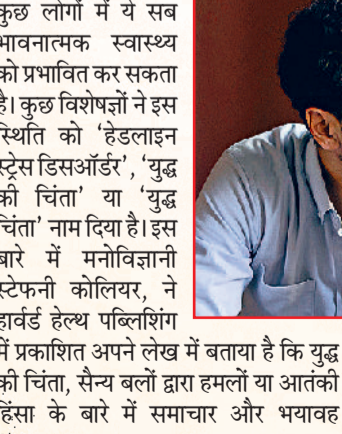 कुछ लोगों में ये सब
भावनात्मक स्वास्थ्य
को प्रभावित कर सकता
है। कुछ विशेषज्ञों ने इस
स्थिति को ‘हेडलाइन
स्ट्रेस डिसऑर्डर’, ‘युद्ध
की चिंता’ या ‘युद्ध
चिंता’ नाम दिया है। इस
बारे में मनोविज्ञानी
स्टेफनी कोलियर, ने
हार्वर्ड हेल्थ पब्लिशिंग
में प्रकाशित अपने लेख में बताया है कि युद्ध
की चिंता, सैन्य बलों द्वारा हमलों या आतंकी
हिंसा के बारे में समाचार और भयावह